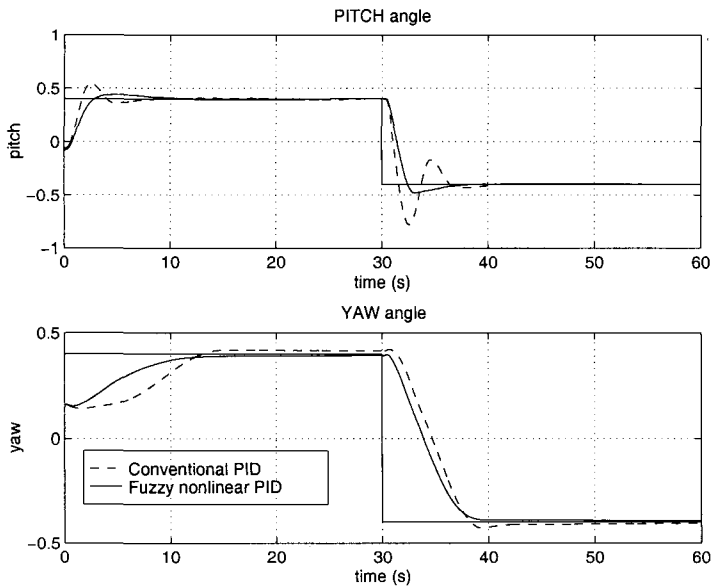 PITCH angle
1
0.5
0
−0.5
−1
pitch
0 10 20 30 40 50 60
time (s)
YAW angle
0.5
0
−0.5
yaw
Conventional PID
Fuzzy nonlinear PID
0 10 20 30 40 50 60
time (s)